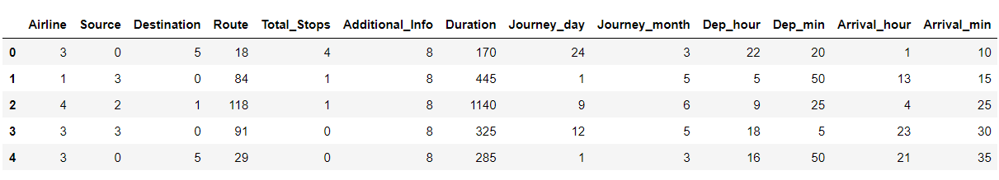 Airline Source Destination Route Total_Stops Additional_Info Duration Journey_day Journey_month Dep_hour Dep_min Arrival_hour Arrival_min
0 3 0 5 18 4 8 170 24 3 22 20 1 10
1 1 3 0 84 1 8 445 1 5 5 50 13 15
2 4 2 1 118 1 8 1140 9 6 9 25 4 25
3 3 3 0 91 0 8 325 12 5 18 5 23 30
4 3 0 5 29 0 8 285 1 3 16 50 21 35